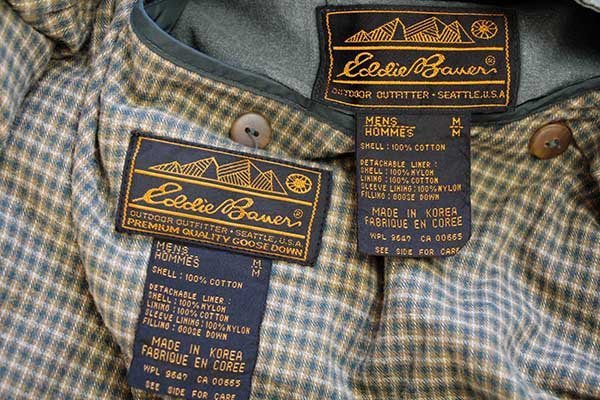 Eddie Bauer®
OUTDOOR OUTFITTER • SEATTLE, U.S.A.
MENS M
HOMMES M
SHELL : 100% COTTON
DETACHABLE LINER :
SHELL : 100% NYLON
LINING : 100% COTTON
SLEEVE LINING : 100% NYLON
FILLING : GOOSE DOWN
MADE IN KOREA
FABRIQUE EN COREE
WPL 9647 CA 00665
SEE SIDE FOR CARE
Eddie Bauer®
OUTDOOR OUTFITTER • SEATTLE, U.S.A.
PREMIUM QUALITY GOOSE DOWN
MENS M
HOMMES M
SHELL : 100% COTTON
DETACHABLE LINER :
SHELL : 100% NYLON
LINING : 100% COTTON
SLEEVE LINING : 100% NYLON
FILLING : GOOSE DOWN
MADE IN KOREA
FABRIQUE EN COREE
WPL 9647 CA 00665
SEE SIDE FOR CARE